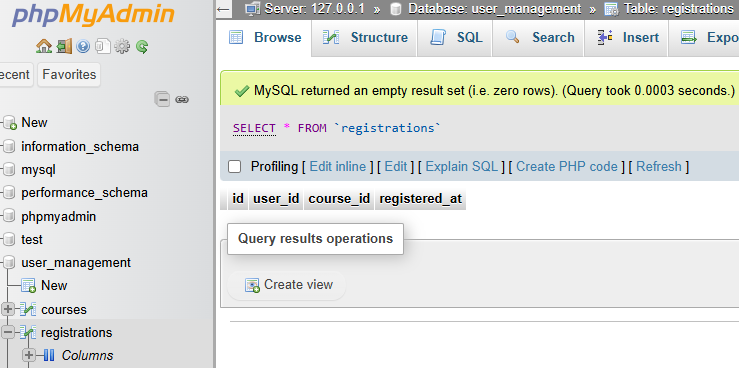 phpMyAdmin
ecent Favorites
New
information_schema
mysql
performance_schema
phpmyadmin
test
user_management
New
courses
registrations
Columns
Server: 127.0.0.1 » Database: user_management » Table: registrations
Browse Structure SQL Search Insert Expo
MySQL returned an empty result set (i.e. zero rows). (Query took 0.0003 seconds.)
SELECT * FROM `registrations`
Profiling [ Edit inline ] [ Edit ] [ Explain SQL ] [ Create PHP code ] [ Refresh ]
id user_id course_id registered_at
Query results operations
Create view